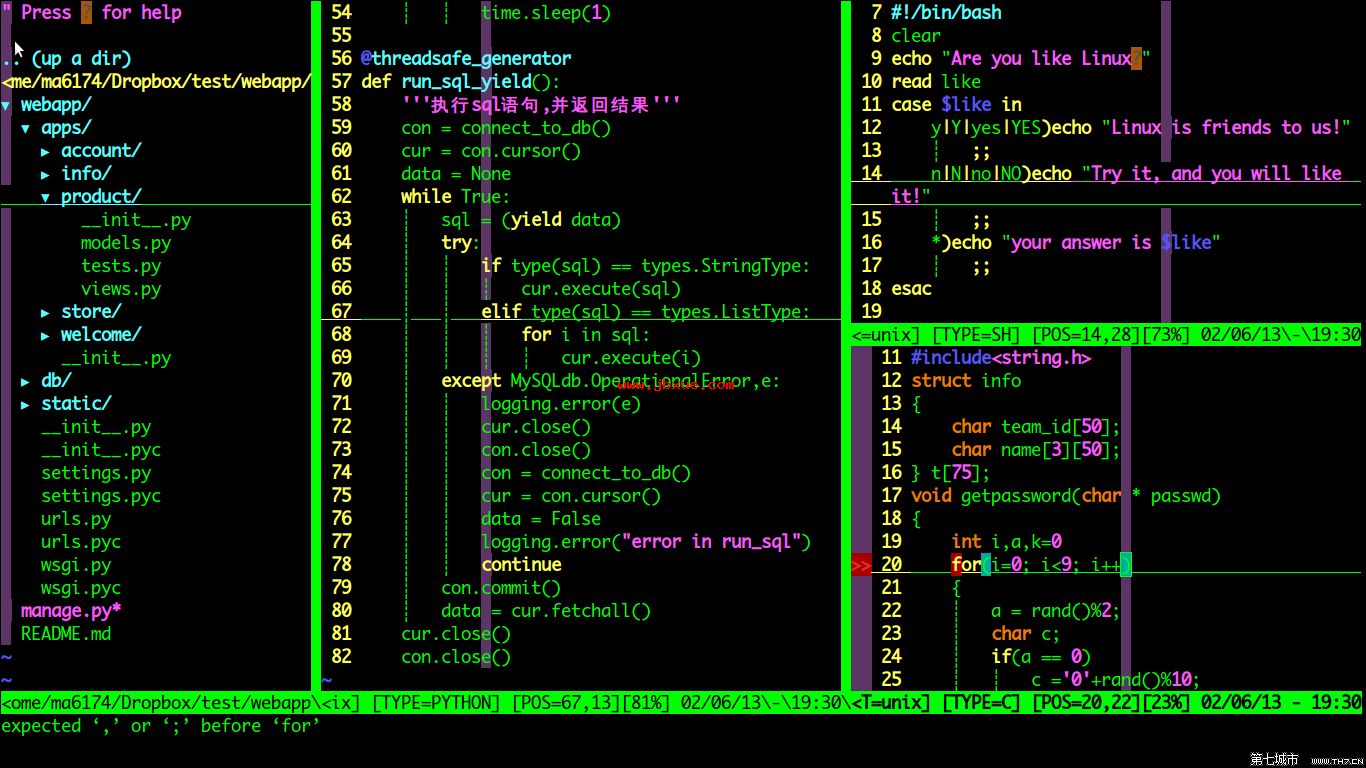 " Press ? for help
.. (up a dir)
<me/ma6174/Dropbox/test/webapp/
▾ webapp/
▾ apps/
▸ account/
▸ info/
▾ product/
__init__.py
models.py
tests.py
views.py
▸ store/
▸ welcome/
__init__.py
▸ db/
▸ static/
__init__.py
__init__.pyc
settings.py
settings.pyc
urls.py
urls.pyc
wsgi.py
wsgi.pyc
manage.py*
README.md
~
~
<ome/ma6174/Dropbox/test/webapp\
54 time.sleep(1)
55
56 @threadsafe_generator
57 def run_sql_yield():
58 '''执行sql语句,并返回结果'''
59 con = connect_to_db()
60 cur = con.cursor()
61 data = None
62 while True:
63 sql = (yield data)
64 try:
65 if type(sql) == types.StringType:
66 cur.execute(sql)
67 elif type(sql) == types.ListType:
68 for i in sql:
69 cur.execute(i)
70 except MySQLdb.OperationalError,e:
71 logging.error(e)
72 cur.close()
73 con.close()
74 con = connect_to_db()
75 cur = con.cursor()
76 data = False
77 logging.error("error in run_sql")
78 continue
79 con.commit()
80 data = cur.fetchall()
81 cur.close()
82 con.close()
~
<ix] [TYPE=PYTHON] [POS=67,13][81%] 02/06/13\-\19:30\
www.jbxue.com
7 #!/bin/bash
8 clear
9 echo "Are you like Linux?"
10 read like
11 case $like in
12 y|Y|yes|YES)echo "Linux is friends to us!"
13 ;;
14 n|N|no|NO)echo "Try it, and you will like
it!"
15 ;;
16 *)echo "your answer is $like"
17 ;;
18 esac
19
<=unix] [TYPE=SH] [POS=14,28][73%] 02/06/13\-\19:30
11 #include<string.h>
12 struct info
13 {
14 char team_id[50];
15 char name[3][50];
16 } t[75];
17 void getpassword(char * passwd)
18 {
19 int i,a,k=0
>> 20 for(i=0; i<9; i++)
21 {
22 a = rand()%2;
23 char c;
24 if(a == 0)
25 c ='0'+rand()%10;
<T=unix] [TYPE=C] [POS=20,22][23%] 02/06/13 - 19:30
expected ‘,’ or ‘;’ before ‘for’
第七城市 www.TH7.CN